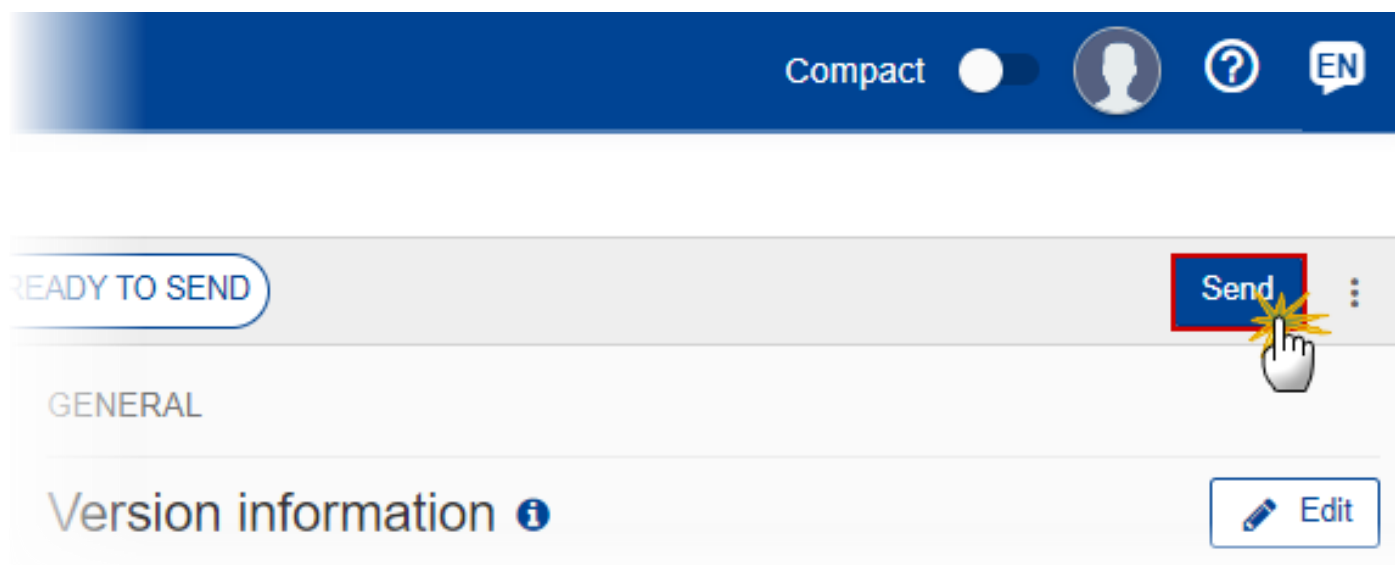 Compact
EN
READY TO SEND
Send
GENERAL
Version information
Edit